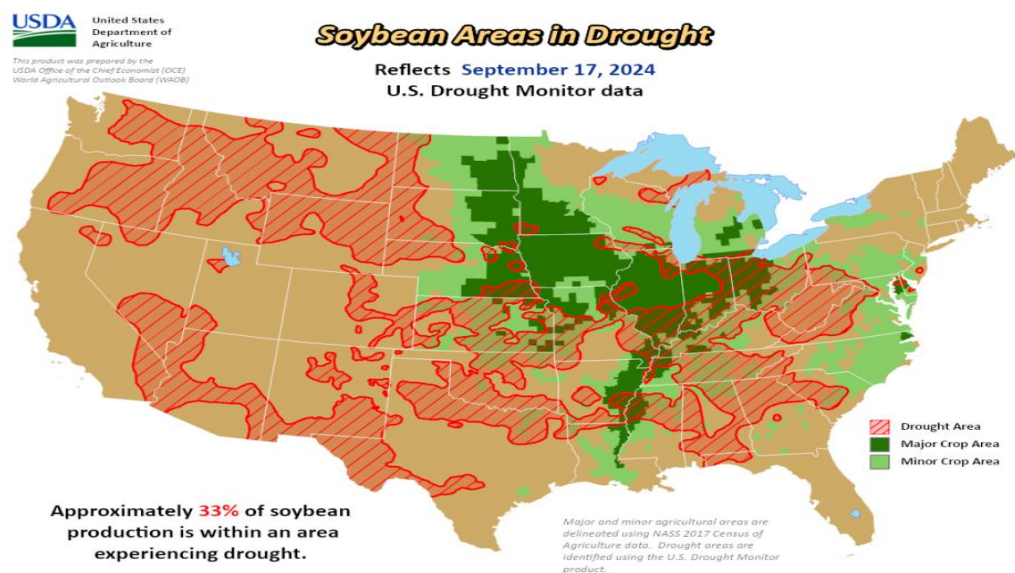 USDA
United States
Department of
Agriculture
This product was prepared by the
USDA Office of the Chief Economist (OCE)
World Agricultural Outlook Board (WAOB)
Soybean Areas in Drought
Reflects September 17, 2024
U.S. Drought Monitor data
Drought Area
Major Crop Area
Minor Crop Area
Approximately 33% of soybean
production is within an area
experiencing drought.
Major and minor agricultural areas are
delineated using NASS 2017 Census of
Agriculture data. Drought areas are
identified using the U.S. Drought Monitor
product.